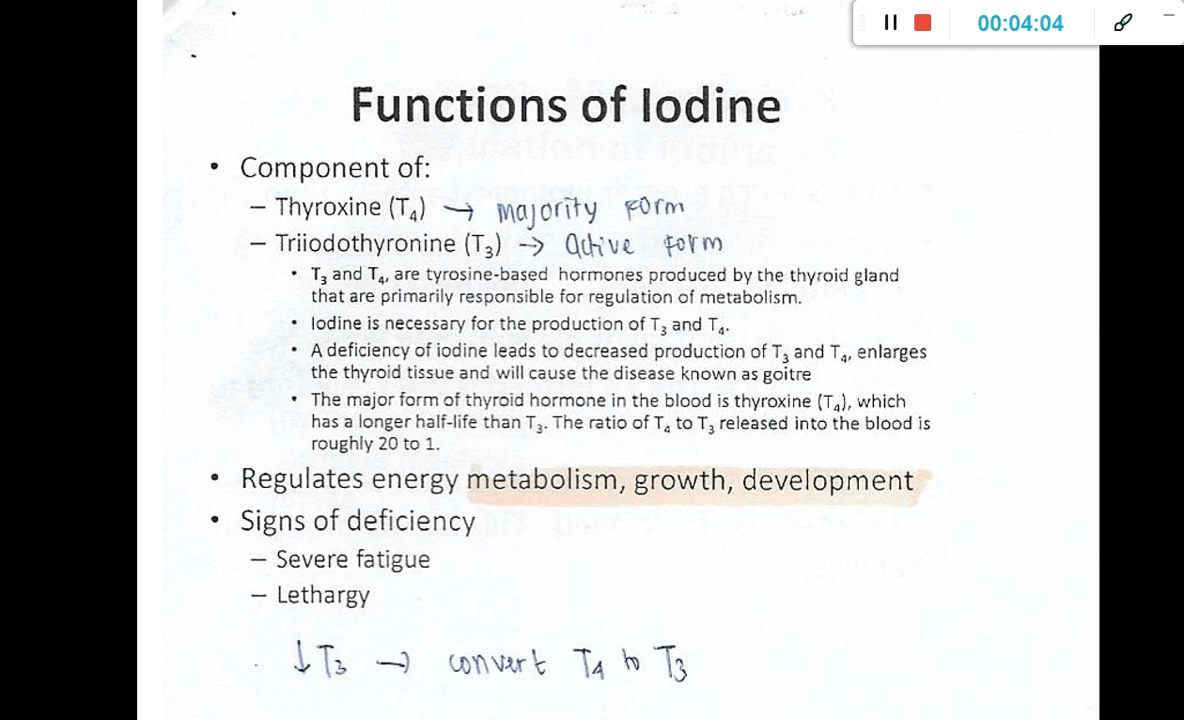 00:04:04
Functions of Iodine
• Component of:
– Thyroxine (T₄) → majority form
– Triiodothyronine (T₃) → active form
• T₃ and T₄, are tyrosine-based hormones produced by the thyroid gland
that are primarily responsible for regulation of metabolism.
• Iodine is necessary for the production of T₃ and T₄.
• A deficiency of iodine leads to decreased production of T₃ and T₄, enlarges
the thyroid tissue and will cause the disease known as goitre
• The major form of thyroid hormone in the blood is thyroxine (T₄), which
has a longer half-life than T₃. The ratio of T₄ to T₃ released into the blood is
roughly 20 to 1.
• Regulates energy metabolism, growth, development
• Signs of deficiency
– Severe fatigue
– Lethargy
↓T₃ → convert T₄ to T₃